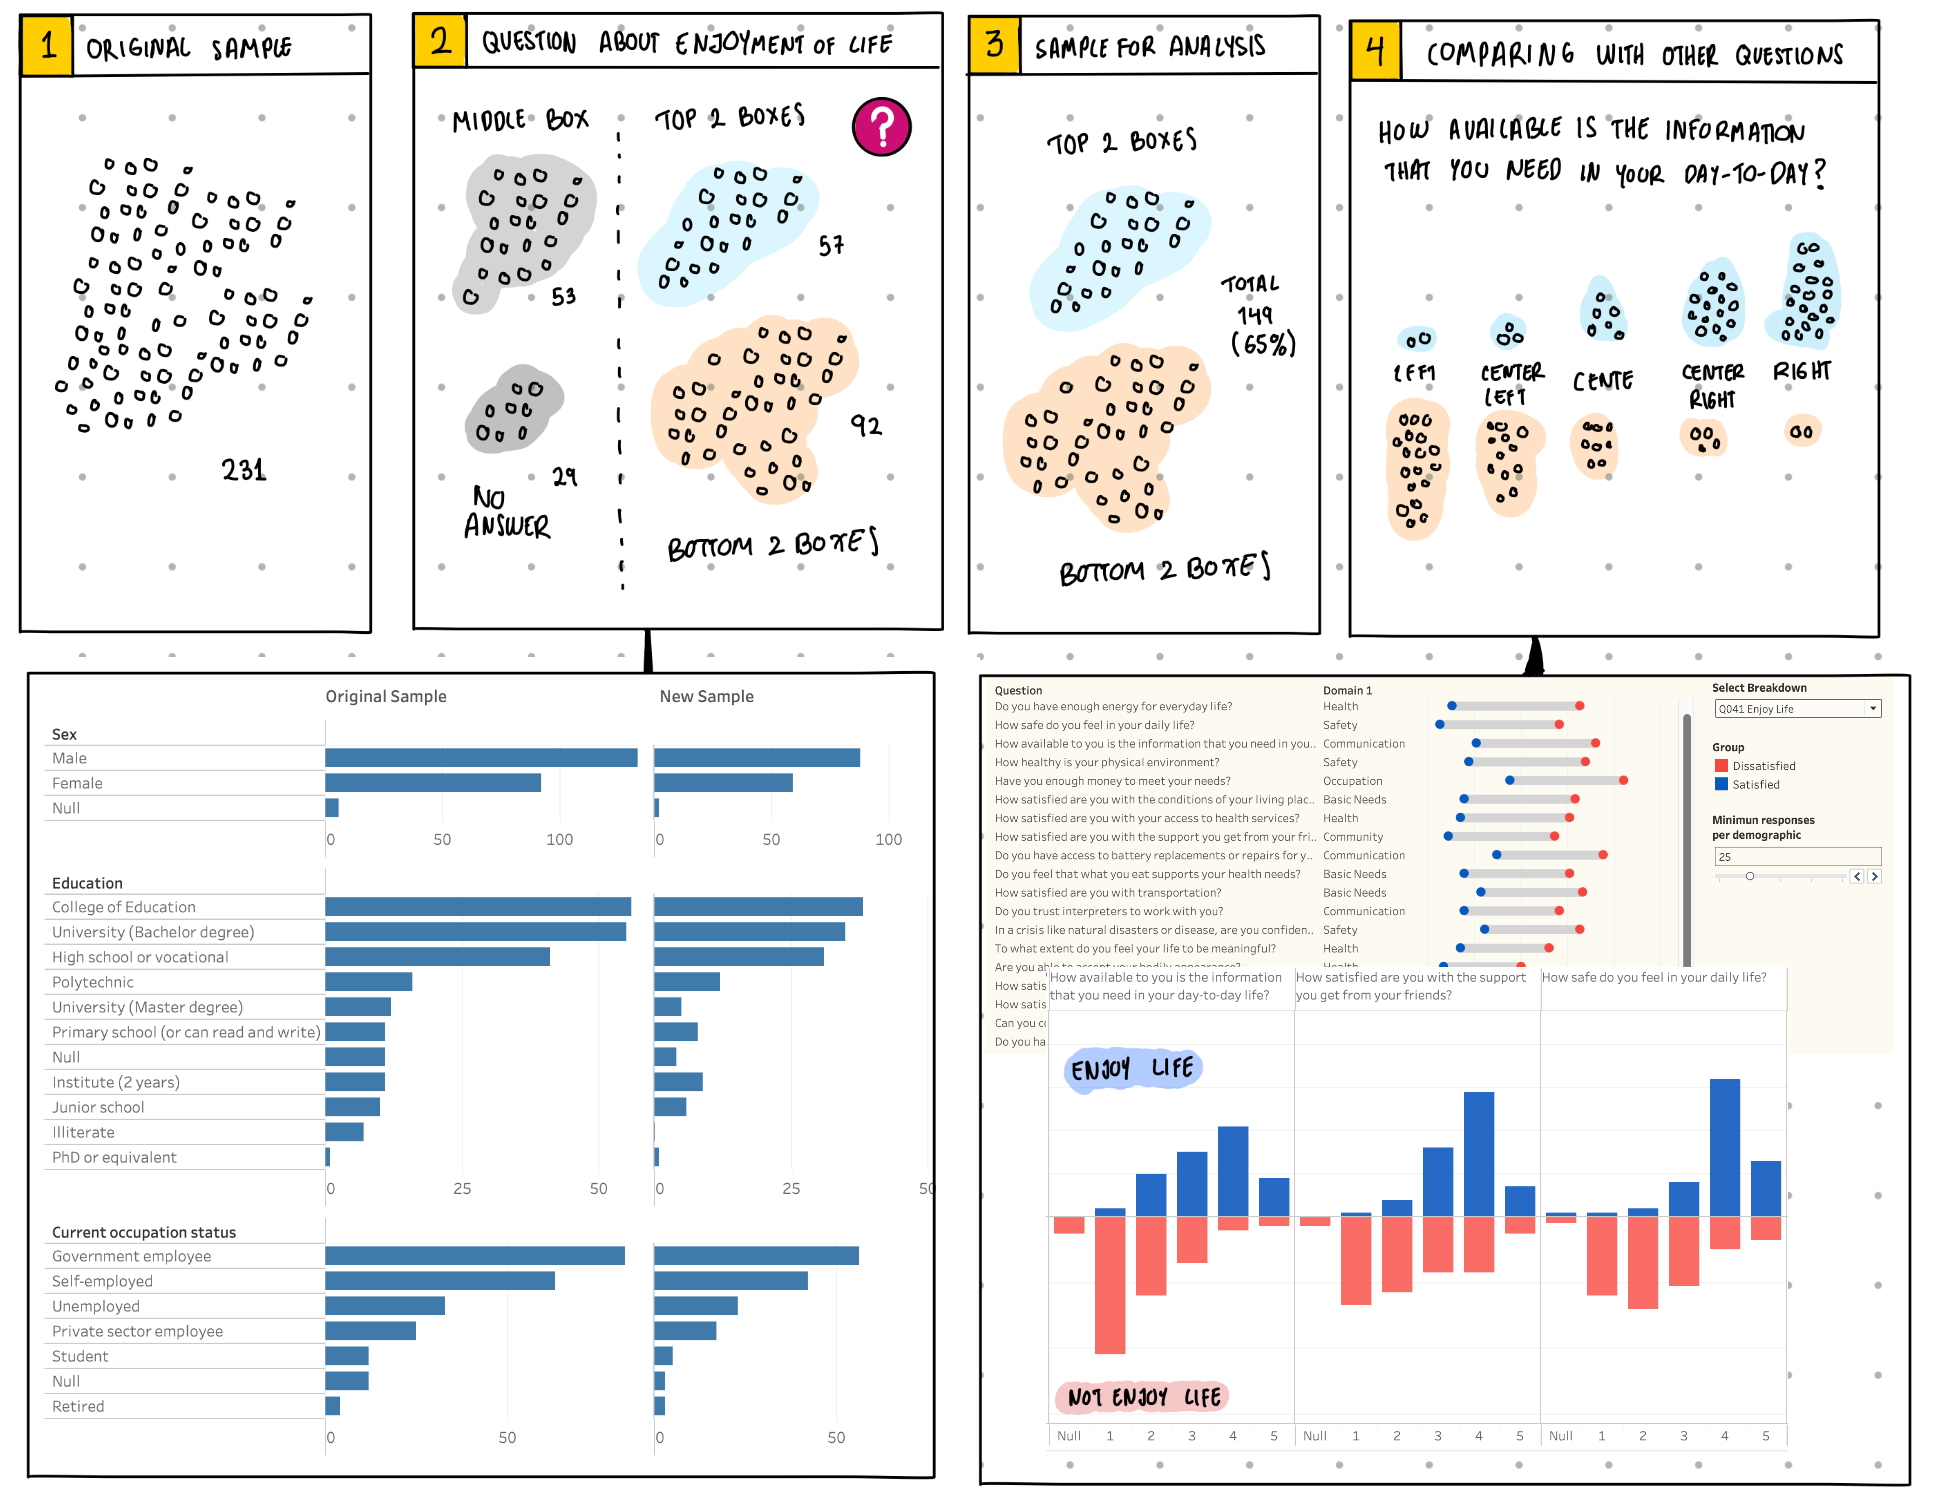 1 ORIGINAL SAMPLE
231
2 QUESTION ABOUT ENJOYMENT OF LIFE
MIDDLE BOX
TOP 2 BOXES
?
53
57
29
NO
ANSWER
92
BOTTOM 2 BOXES
3 SAMPLE FOR ANALYSIS
TOP 2 BOXES
TOTAL
149
(65%)
BOTTOM 2 BOXES
4 COMPARING WITH OTHER QUESTIONS
HOW AVAILABLE IS THE INFORMATION
THAT YOU NEED IN YOUR DAY-TO-DAY?
LEFT
CENTER
LEFT
CENTE
CENTER
RIGHT
RIGHT
Original Sample
New Sample
Sex
Male
Female
Null
0 50 100
0 50 100
Education
College of Education
University (Bachelor degree)
High school or vocational
Polytechnic
University (Master degree)
Primary school (or can read and write)
Null
Institute (2 years)
Junior school
Illiterate
PhD or equivalent
0 25 50
0 25 50
Current occupation status
Government employee
Self-employed
Unemployed
Private sector employee
Student
Null
Retired
0 50
0 50
Question Domain 1
Do you have enough energy for everyday life? Health
How safe do you feel in your daily life? Safety
How available to you is the information that you need in you.. Communication
How healthy is your physical environment? Safety
Have you enough money to meet your needs? Occupation
How satisfied are you with the conditions of your living plac.. Basic Needs
How satisfied are you with your access to health services? Health
How satisfied are you with the support you get from your fri.. Community
Do you have access to battery replacements or repairs for y.. Communication
Do you feel that what you eat supports your health needs? Basic Needs
How satisfied are you with transportation? Basic Needs
Do you trust interpreters to work with you? Communication
In a crisis like natural disasters or disease, are you confiden.. Safety
To what extent do you feel your life to be meaningful? Health
Are you able to accept your bodily appearance? Health
How satis
How satis
Can you c
Do you ha
Select Breakdown
Q041 Enjoy Life
Group
Dissatisfied
Satisfied
Minimun responses
per demographic
25
How available to you is the information
that you need in your day-to-day life?
How satisfied are you with the support
you get from your friends?
How safe do you feel in your daily life?
ENJOY LIFE
NOT ENJOY LIFE
Null 1 2 3 4 5
Null 1 2 3 4 5
Null 1 2 3 4 5